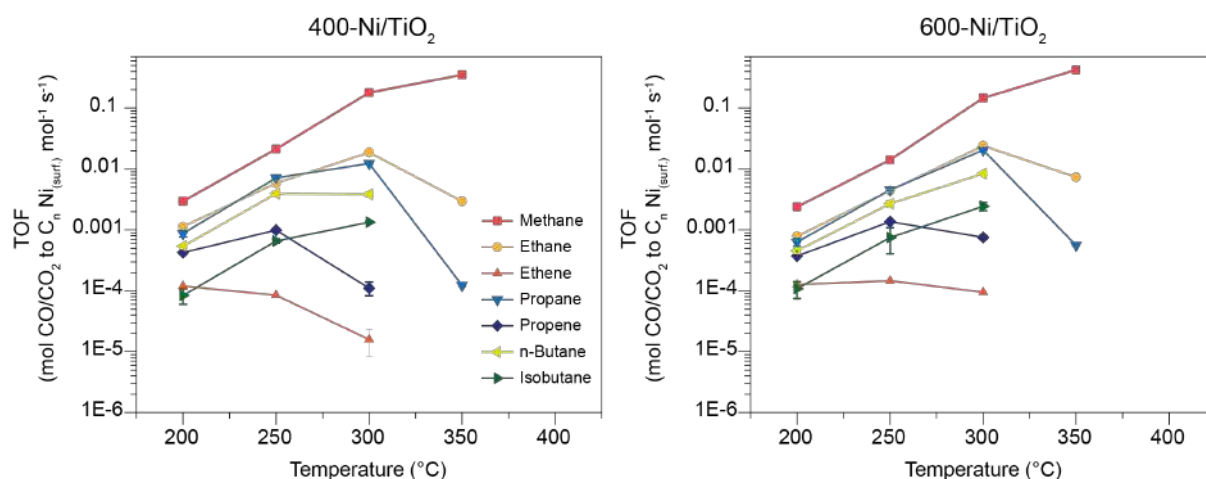 400-Ni/TiO₂
TOF
(mol CO/CO₂ to Cₙ Ni(surf.) mol⁻¹ s⁻¹)
0.1
0.01
0.001
1E-4
1E-5
1E-6
Methane
Ethane
Ethene
Propane
Propene
n-Butane
Isobutane
200 250 300 350 400
Temperature (°C)
600-Ni/TiO₂
TOF
(mol CO/CO₂ to Cₙ Ni(surf.) mol⁻¹ s⁻¹)
0.1
0.01
0.001
1E-4
1E-5
1E-6
200 250 300 350 400
Temperature (°C)